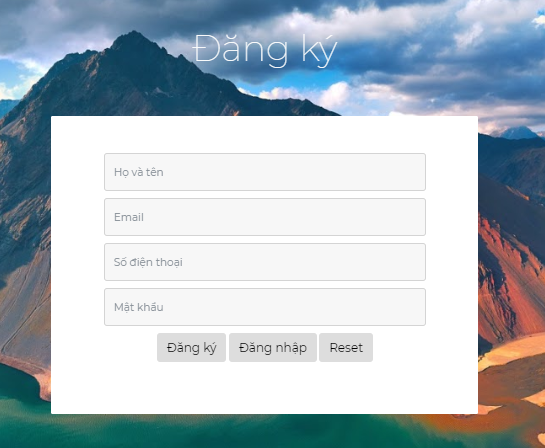 Đăng ký
Họ và tên
Email
Số điện thoại
Mật khẩu
Đăng ký Đăng nhập Reset